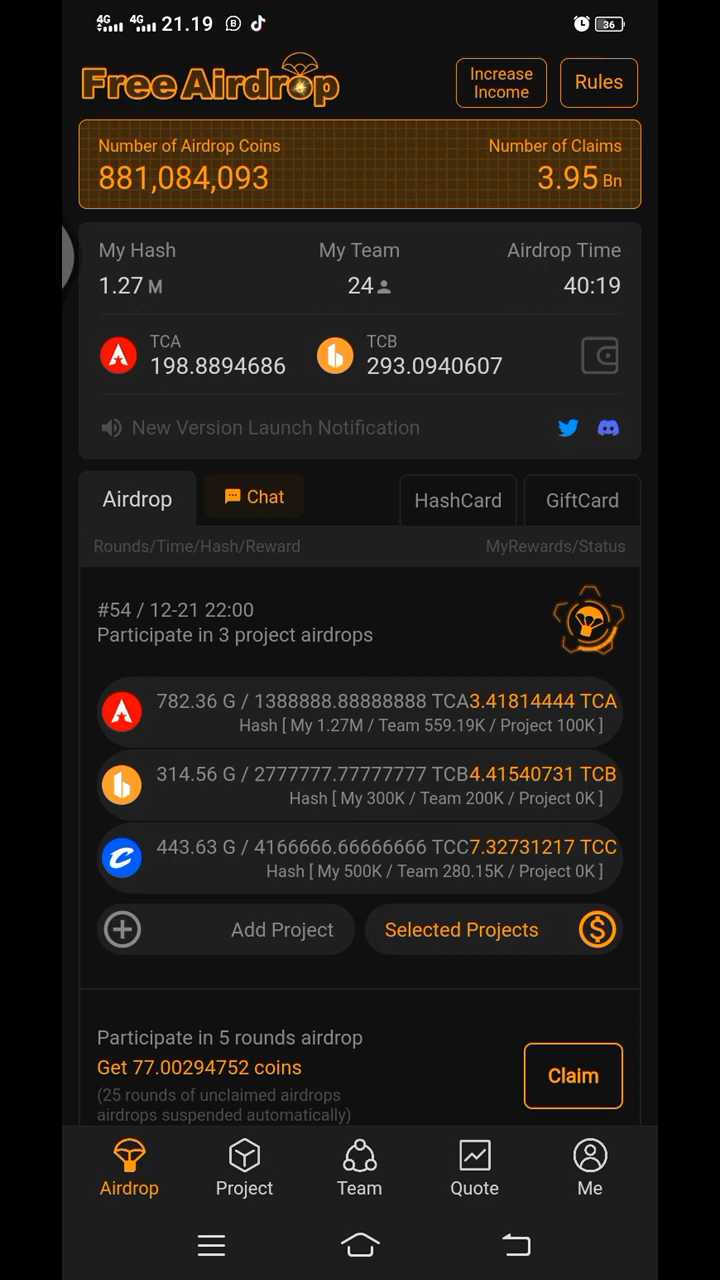 4G 4G 21.19 36
Free Airdrop
Increase Income
Rules
Number of Airdrop Coins Number of Claims
881,084,093 3.95 Bn
My Hash My Team Airdrop Time
1.27 M 24 40:19
TCA TCB
198.8894686 293.0940607
New Version Launch Notification
Airdrop Chat HashCard GiftCard
Rounds/Time/Hash/Reward MyRewards/Status
#54 / 12-21 22:00
Participate in 3 project airdrops
782.36 G / 1388888.88888888 TCA3.41814444 TCA
Hash [ My 1.27M / Team 559.19K / Project 100K ]
314.56 G / 2777777.77777777 TCB4.41540731 TCB
Hash [ My 300K / Team 200K / Project 0K ]
443.63 G / 4166666.66666666 TCC7.32731217 TCC
Hash [ My 500K / Team 280.15K / Project 0K ]
Add Project Selected Projects
Participate in 5 rounds airdrop
Get 77.00294752 coins
Claim
(25 rounds of unclaimed airdrops
airdrops suspended automatically)
Airdrop Project Team Quote Me